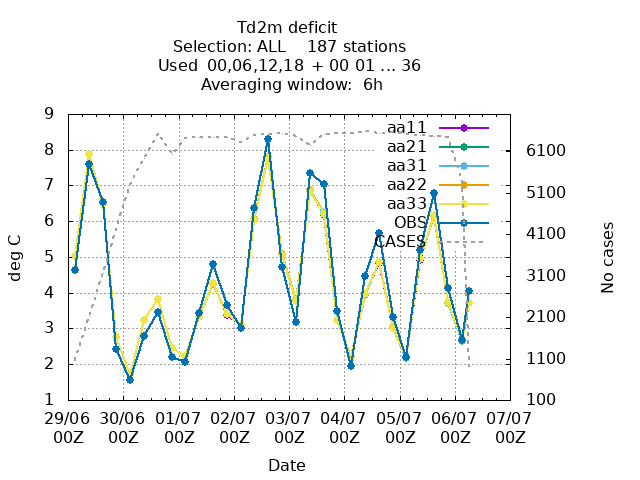 Td2m deficit
Selection: ALL    187 stations
Used  00,06,12,18  + 00 01 ... 36
Averaging window:  6h
9
8
7
6
5
4
3
2
1
deg C
6100
5100
4100
3100
2100
1100
100
No cases
aa11
aa21
aa31
aa22
aa33
OBS
CASES
29/06 30/06 01/07 02/07 03/07 04/07 05/07 06/07 07/07
00Z 00Z 00Z 00Z 00Z 00Z 00Z 00Z 00Z
Date